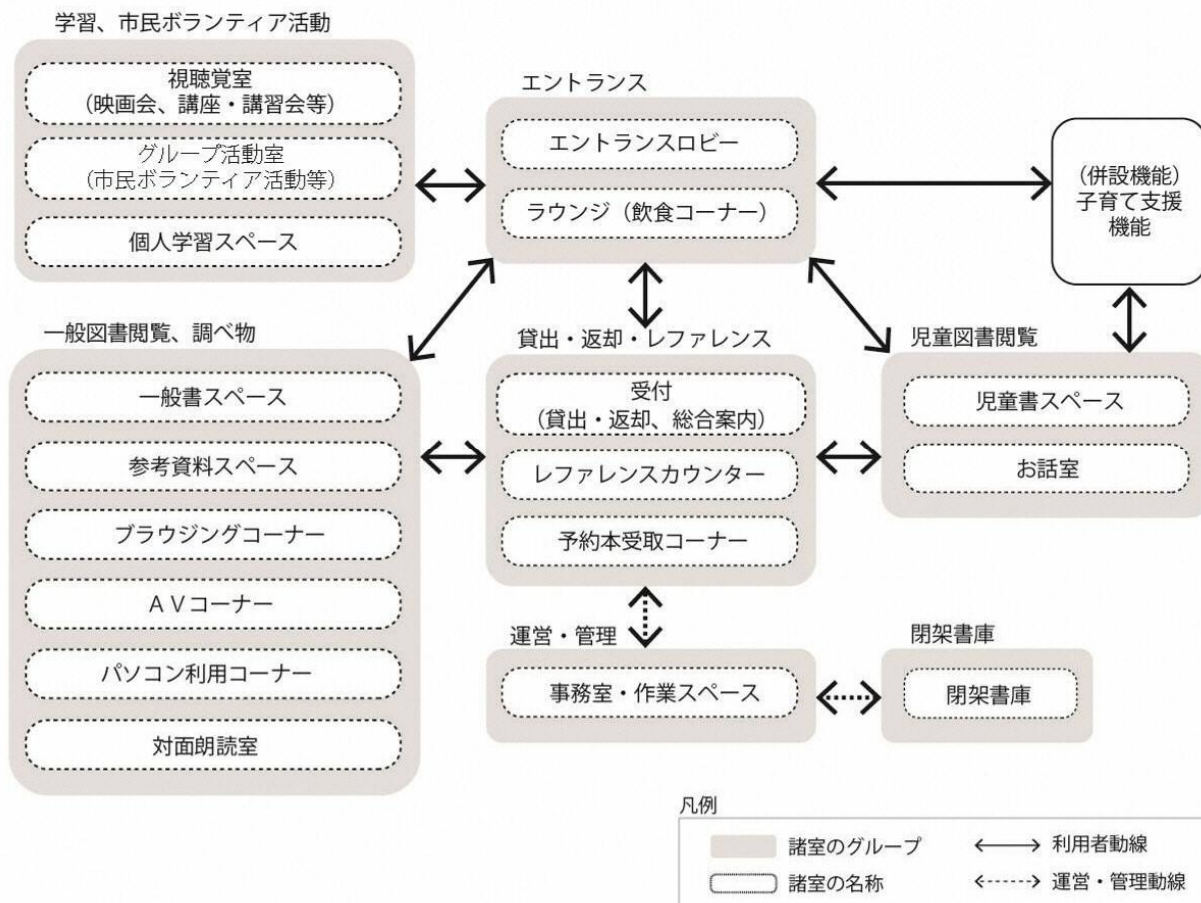 学習、市民ボランティア活動
視聴覚室
（映画会、講座・講習会等）
グループ活動室
（市民ボランティア活動等）
個人学習スペース
エントランス
エントランスロビー
ラウンジ（飲食コーナー）
（併設機能）
子育て支援
機能
一般図書閲覧、調べ物
一般書スペース
参考資料スペース
ブラウジングコーナー
ＡＶコーナー
パソコン利用コーナー
対面朗読室
貸出・返却・レファレンス
受付
（貸出・返却、総合案内）
レファレンスカウンター
予約本受取コーナー
児童図書閲覧
児童書スペース
お話室
運営・管理
事務室・作業スペース
閉架書庫
閉架書庫
凡例
諸室のグループ
利用者動線
諸室の名称
運営・管理動線